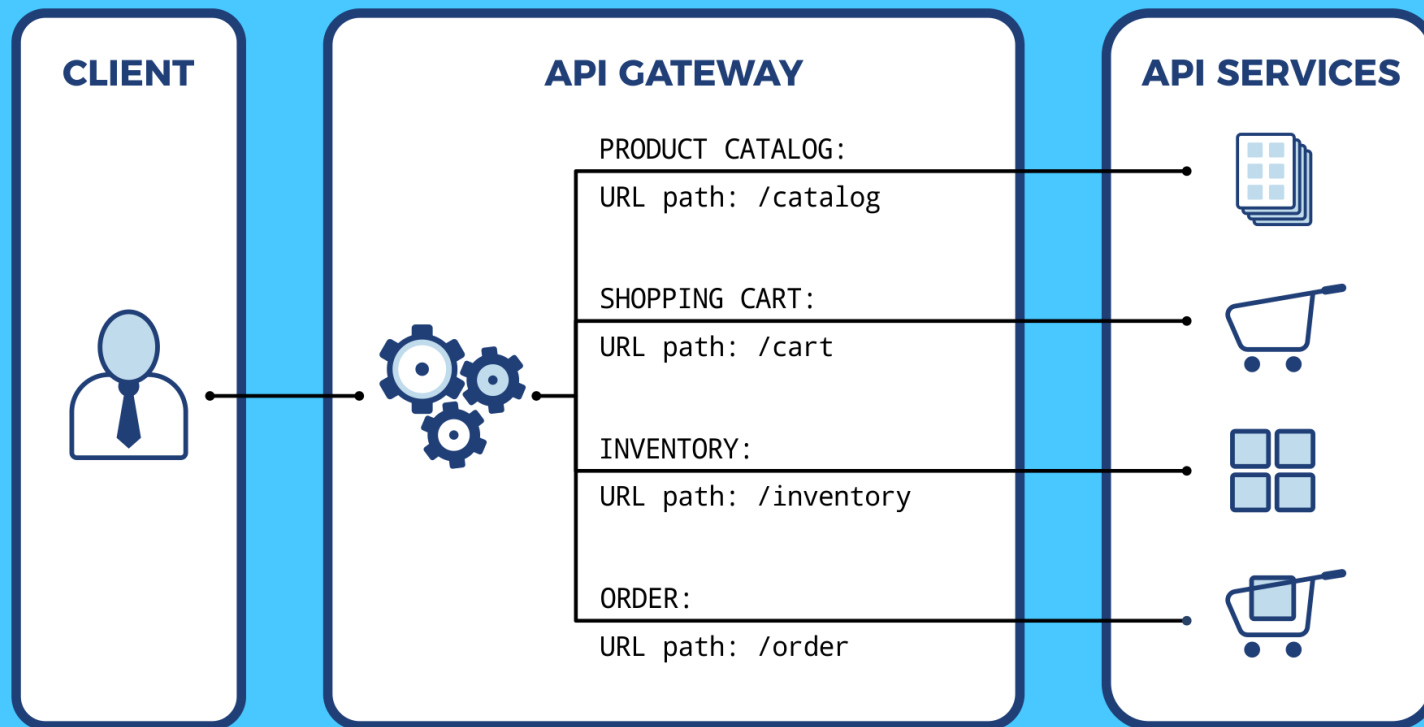 CLIENT
API GATEWAY
API SERVICES
PRODUCT CATALOG:
URL path: /catalog
SHOPPING CART:
URL path: /cart
INVENTORY:
URL path: /inventory
ORDER:
URL path: /order